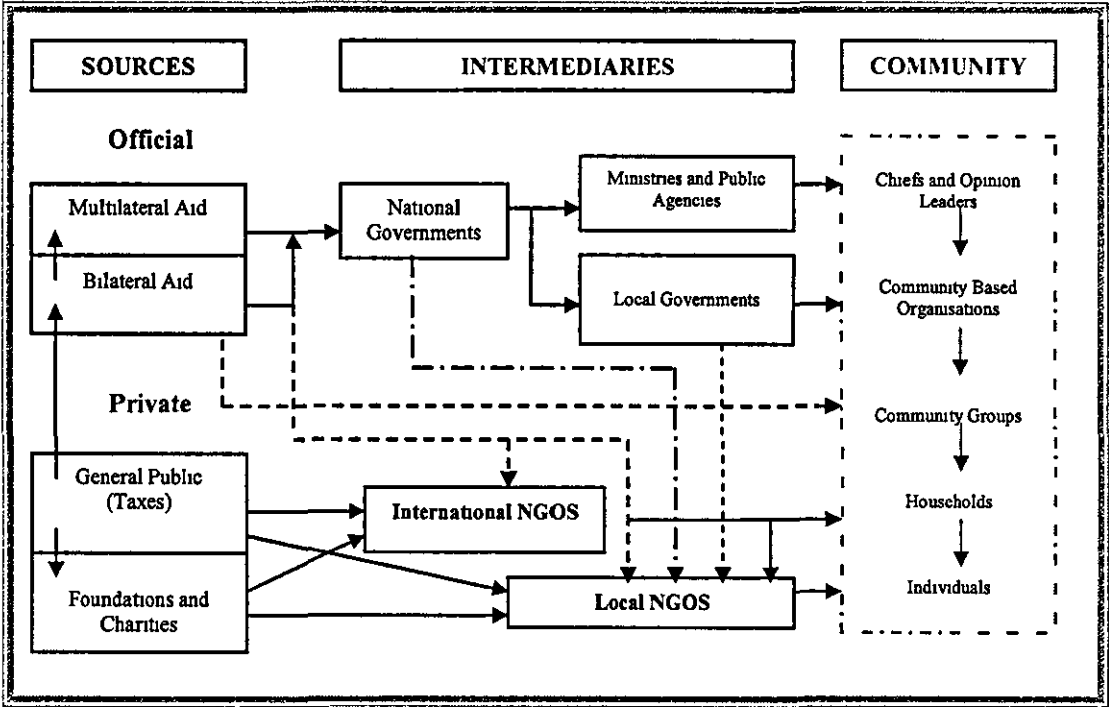 SOURCES
INTERMEDIARIES
COMMUNITY
Official
Multilateral Aid
Bilateral Aid
National
Governments
Ministries and Public
Agencies
Local Governments
Chiefs and Opinion
Leaders
Community Based
Organisations
Community Groups
Households
Individuals
Private
General Public
(Taxes)
Foundations and
Charities
International NGOS
Local NGOS